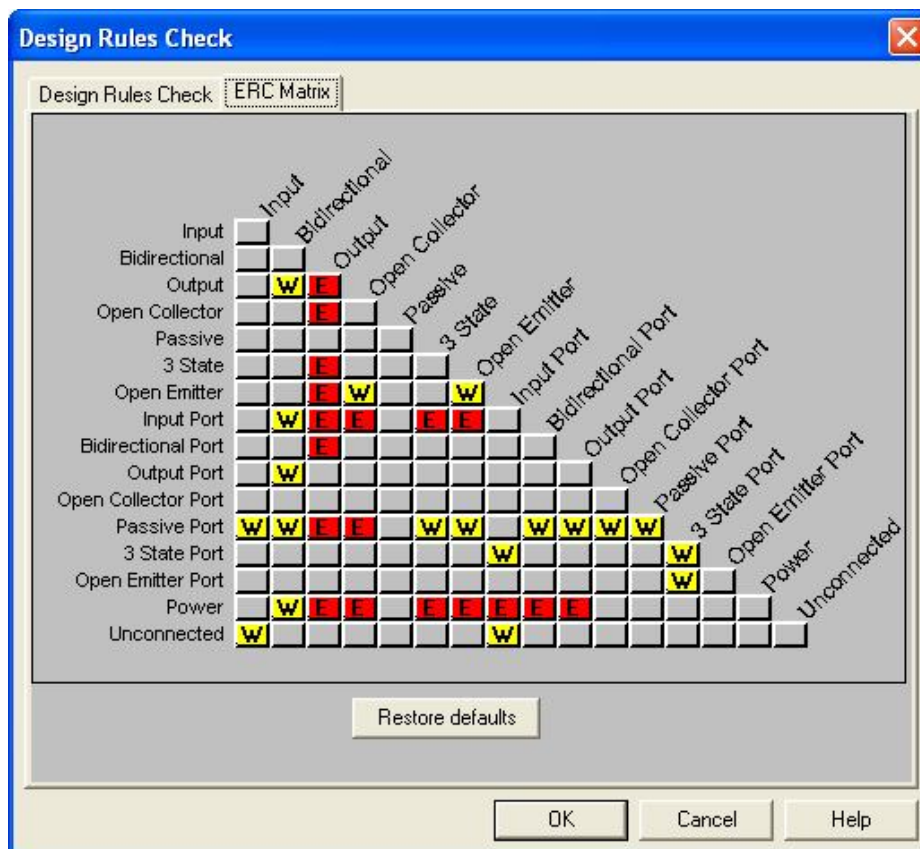 Design Rules Check
Design Rules Check
ERC Matrix
Input
Bidirectional
Output
Open Collector
Passive
3 State
Open Emitter
Input Port
Bidirectional Port
Output Port
Open Collector Port
Passive Port
3 State Port
Open Emitter Port
Power
Unconnected
Input
Bidirectional
Output W E
Open Collector E
Passive
3 State E
Open Emitter E W W
Input Port W E E E E
Bidirectional Port E
Output Port W
Open Collector Port
Passive Port W W E E W W W W W W
3 State Port W W
Open Emitter Port W
Power W E E E E E E E
Unconnected W W
Restore defaults
OK
Cancel
Help